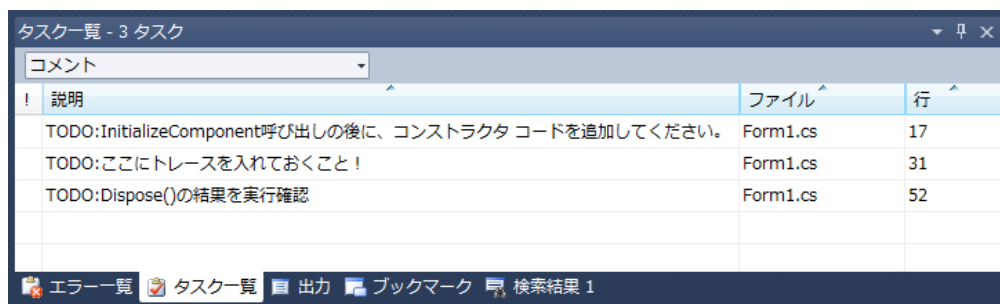 タスク一覧 - 3 タスク
コメント
! 説明 ファイル 行
TODO:InitializeComponent呼び出しの後に、コンストラクタ コードを追加してください。 Form1.cs 17
TODO:ここにトレースを入れておくこと！ Form1.cs 31
TODO:Dispose()の結果を実行確認 Form1.cs 52
エラー一覧 タスク一覧 出力 ブックマーク 検索結果 1